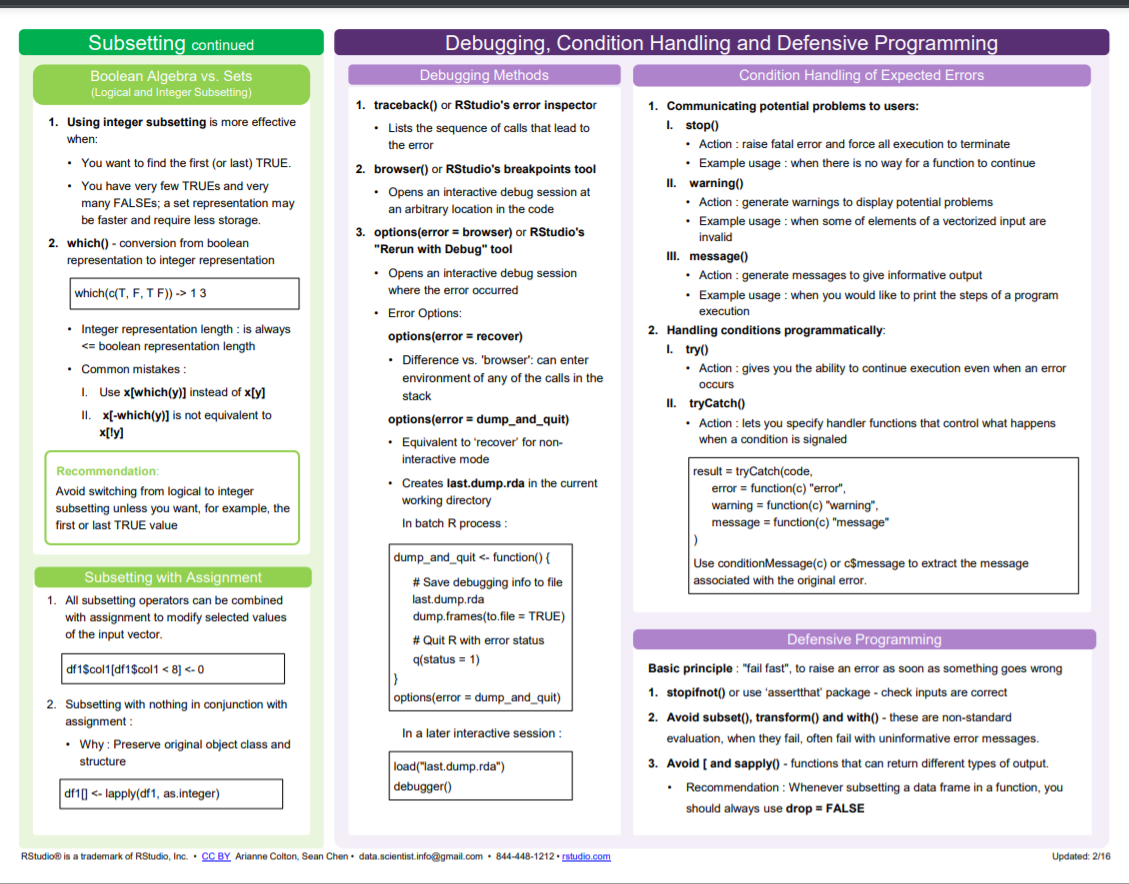 Subsetting continued
Boolean Algebra vs. Sets
(Logical and Integer Subsetting)
1. Using integer subsetting is more effective
when:
• You want to find the first (or last) TRUE.
• You have very few TRUEs and very
many FALSEs; a set representation may
be faster and require less storage.
2. which() - conversion from boolean
representation to integer representation
which(c(T, F, T F)) -> 1 3
• Integer representation length : is always
<= boolean representation length
• Common mistakes :
I. Use x[which(y)] instead of x[y]
II. x[-which(y)] is not equivalent to
x[!y]
Recommendation:
Avoid switching from logical to integer
subsetting unless you want, for example, the
first or last TRUE value
Subsetting with Assignment
1. All subsetting operators can be combined
with assignment to modify selected values
of the input vector.
df1$col1[df1$col1 < 8] <- 0
2. Subsetting with nothing in conjunction with
assignment :
• Why : Preserve original object class and
structure
df1[] <- lapply(df1, as.integer)
Debugging, Condition Handling and Defensive Programming
Debugging Methods
1. traceback() or RStudio's error inspector
• Lists the sequence of calls that lead to
the error
2. browser() or RStudio's breakpoints tool
• Opens an interactive debug session at
an arbitrary location in the code
3. options(error = browser) or RStudio's
"Rerun with Debug" tool
• Opens an interactive debug session
where the error occurred
• Error Options:
options(error = recover)
• Difference vs. 'browser': can enter
environment of any of the calls in the
stack
options(error = dump_and_quit)
• Equivalent to 'recover' for non-
interactive mode
• Creates last.dump.rda in the current
working directory
In batch R process :
dump_and_quit <- function() {
# Save debugging info to file
last.dump.rda
dump.frames(to.file = TRUE)
# Quit R with error status
q(status = 1)
}
options(error = dump_and_quit)
In a later interactive session :
load("last.dump.rda")
debugger()
Condition Handling of Expected Errors
1. Communicating potential problems to users:
I. stop()
• Action : raise fatal error and force all execution to terminate
• Example usage : when there is no way for a function to continue
II. warning()
• Action : generate warnings to display potential problems
• Example usage : when some of elements of a vectorized input are
invalid
III. message()
• Action : generate messages to give informative output
• Example usage : when you would like to print the steps of a program
execution
2. Handling conditions programmatically:
I. try()
• Action : gives you the ability to continue execution even when an error
occurs
II. tryCatch()
• Action : lets you specify handler functions that control what happens
when a condition is signaled
result = tryCatch(code,
error = function(c) "error",
warning = function(c) "warning",
message = function(c) "message"
)
Use conditionMessage(c) or c$message to extract the message
associated with the original error.
Defensive Programming
Basic principle : "fail fast", to raise an error as soon as something goes wrong
1. stopifnot() or use 'assertthat' package - check inputs are correct
2. Avoid subset(), transform() and with() - these are non-standard
evaluation, when they fail, often fail with uninformative error messages.
3. Avoid [ and sapply() - functions that can return different types of output.
• Recommendation : Whenever subsetting a data frame in a function, you
should always use drop = FALSE
RStudio® is a trademark of RStudio, Inc. • CC BY Arianne Colton, Sean Chen • data.scientist.info@gmail.com • 844-448-1212 • rstudio.com
Updated: 2/16